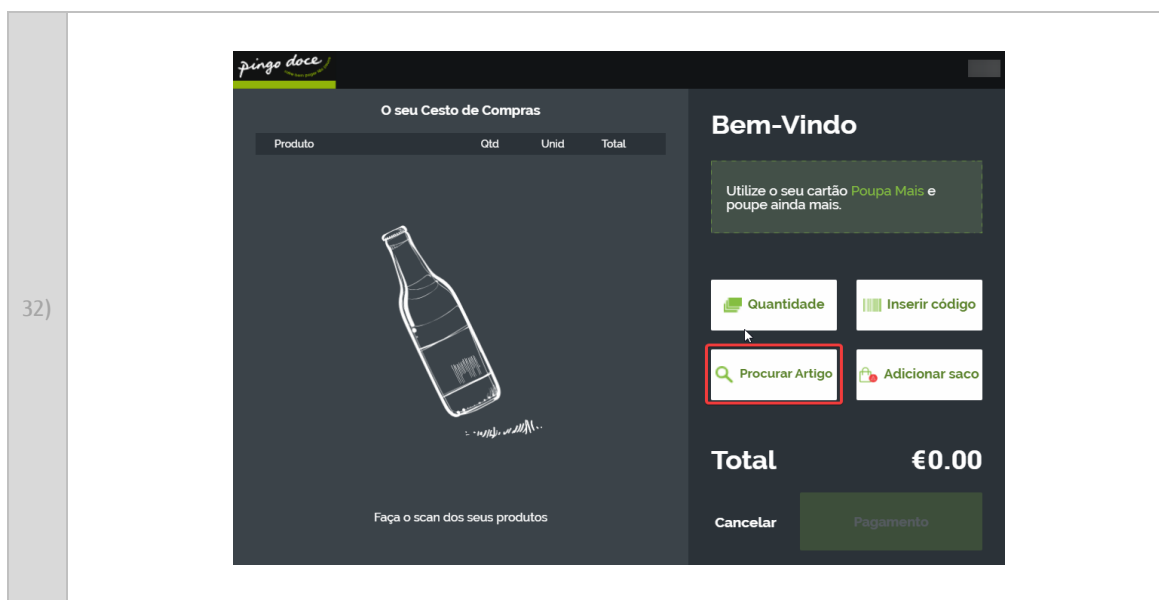 32)
pingo doce
O seu Cesto de Compras
Produto Qtd Unid Total
Faça o scan dos seus produtos
Bem-Vindo
Utilize o seu cartão Poupa Mais e
poupe ainda mais.
Quantidade
Inserir código
Procurar Artigo
Adicionar saco
Total €0.00
Cancelar
Pagamento